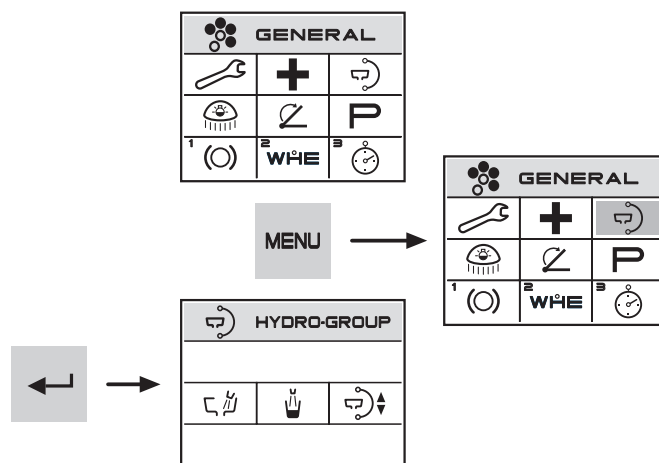 GENERAL
P
1 2 WHE 3
MENU
GENERAL
P
1 2 WHE 3
HYDRO-GROUP